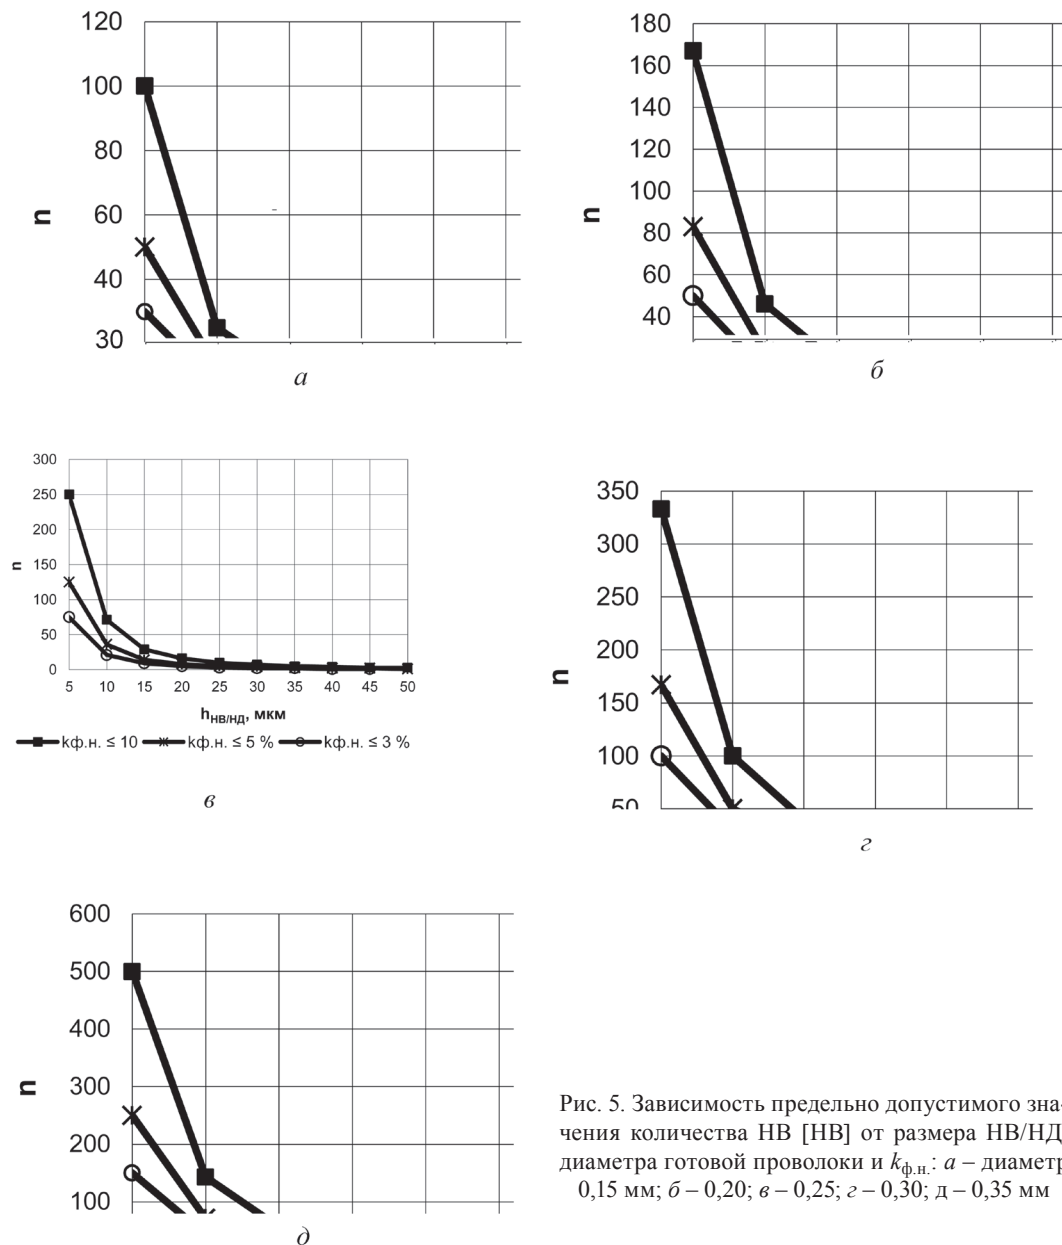 120
100
80
60
40
30
n
а
180
160
140
120
100
80
60
40
n
б
300
250
200
150
100
50
0
n
5 10 15 20 25 30 35 40 45 50
hНВ/НД, мкм
kф.н. ≤ 10 kф.н. ≤ 5 % kф.н. ≤ 3 %
в
350
300
250
200
150
100
50
n
г
600
500
400
300
200
100
n
д
Рис. 5. Зависимость предельно допустимого зна-
чения количества НВ [НВ] от размера НВ/НД,
диаметра готовой проволоки и kф.н.: а – диаметр
0,15 мм; б – 0,20; в – 0,25; г – 0,30; д – 0,35 мм